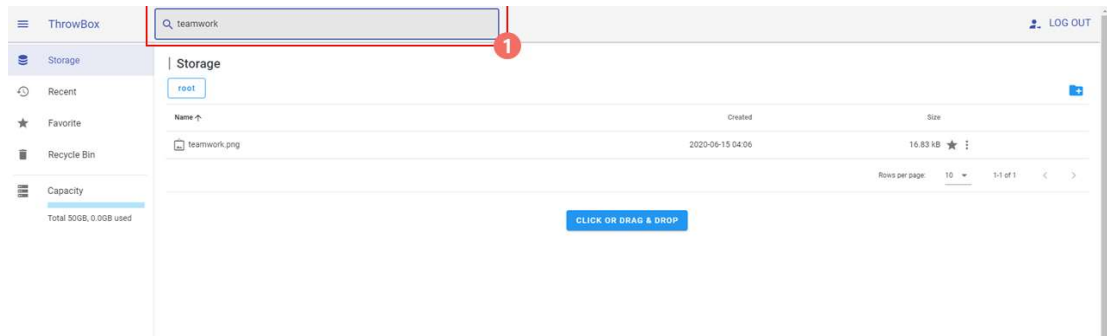 ThrowBox
teamwork
LOG OUT
1
Storage
Recent
Favorite
Recycle Bin
Capacity
Total 50GB, 0.0GB used
Storage
root
Name Created Size
teamwork.png 2020-06-15 04:06 16.83 kB
Rows per page: 10 1-1 of 1
CLICK OR DRAG & DROP